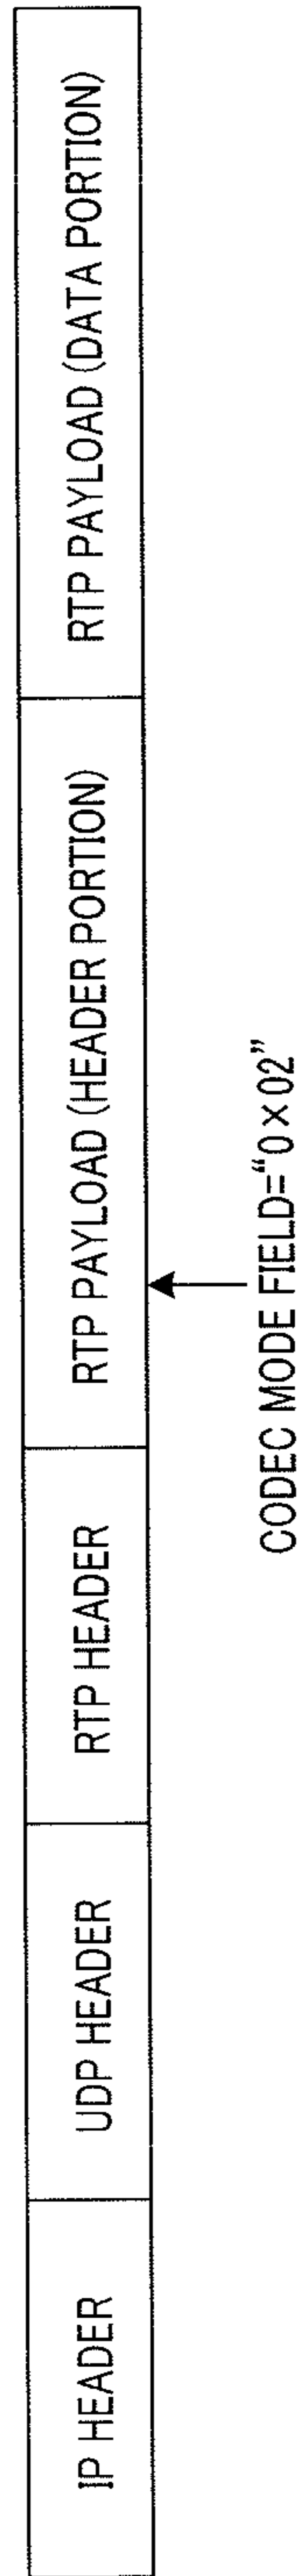 IP HEADER
UDP HEADER
RTP HEADER
RTP PAYLOAD (HEADER PORTION)
RTP PAYLOAD (DATA PORTION)
CODEC MODE FIELD=“0×02”